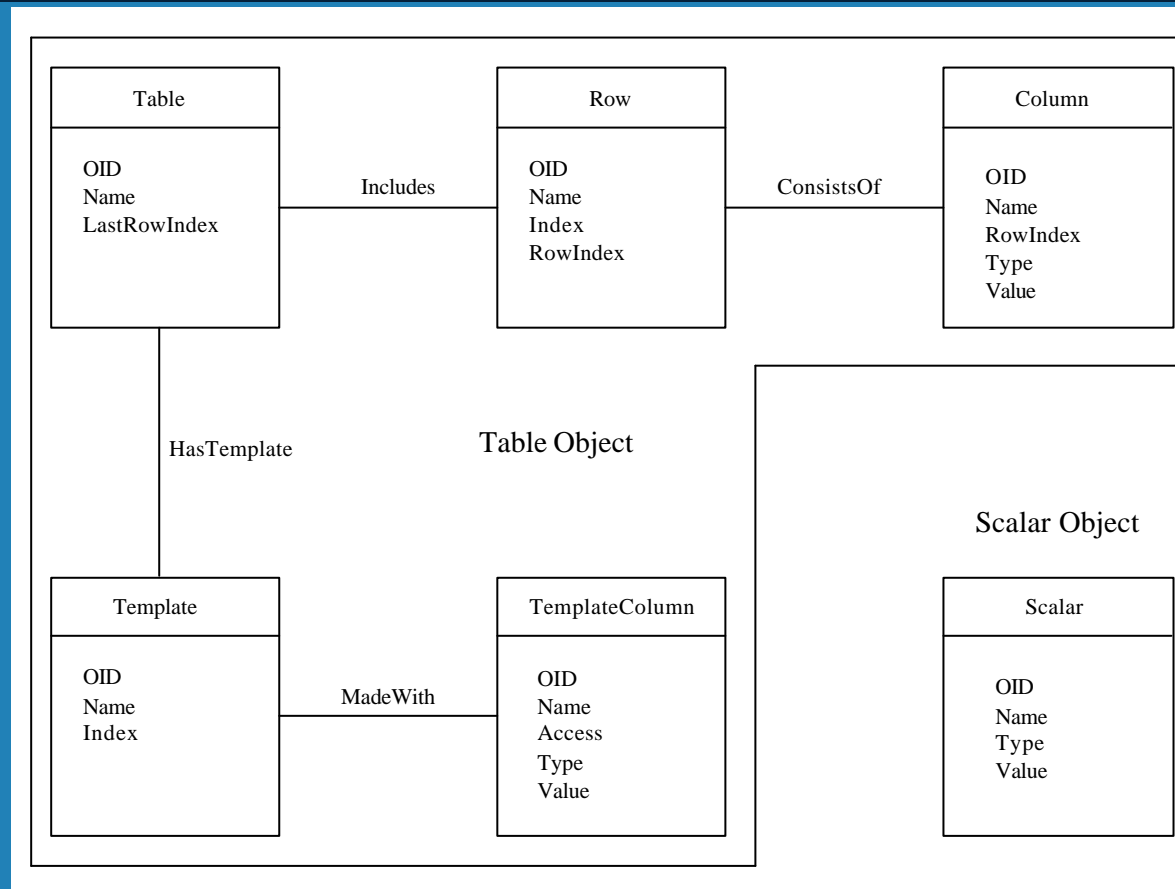 Table
OID
Name
LastRowIndex
Includes
Row
OID
Name
Index
RowIndex
ConsistsOf
Column
OID
Name
RowIndex
Type
Value
HasTemplate
Table Object
Scalar Object
Template
OID
Name
Index
MadeWith
TemplateColumn
OID
Name
Access
Type
Value
Scalar
OID
Name
Type
Value